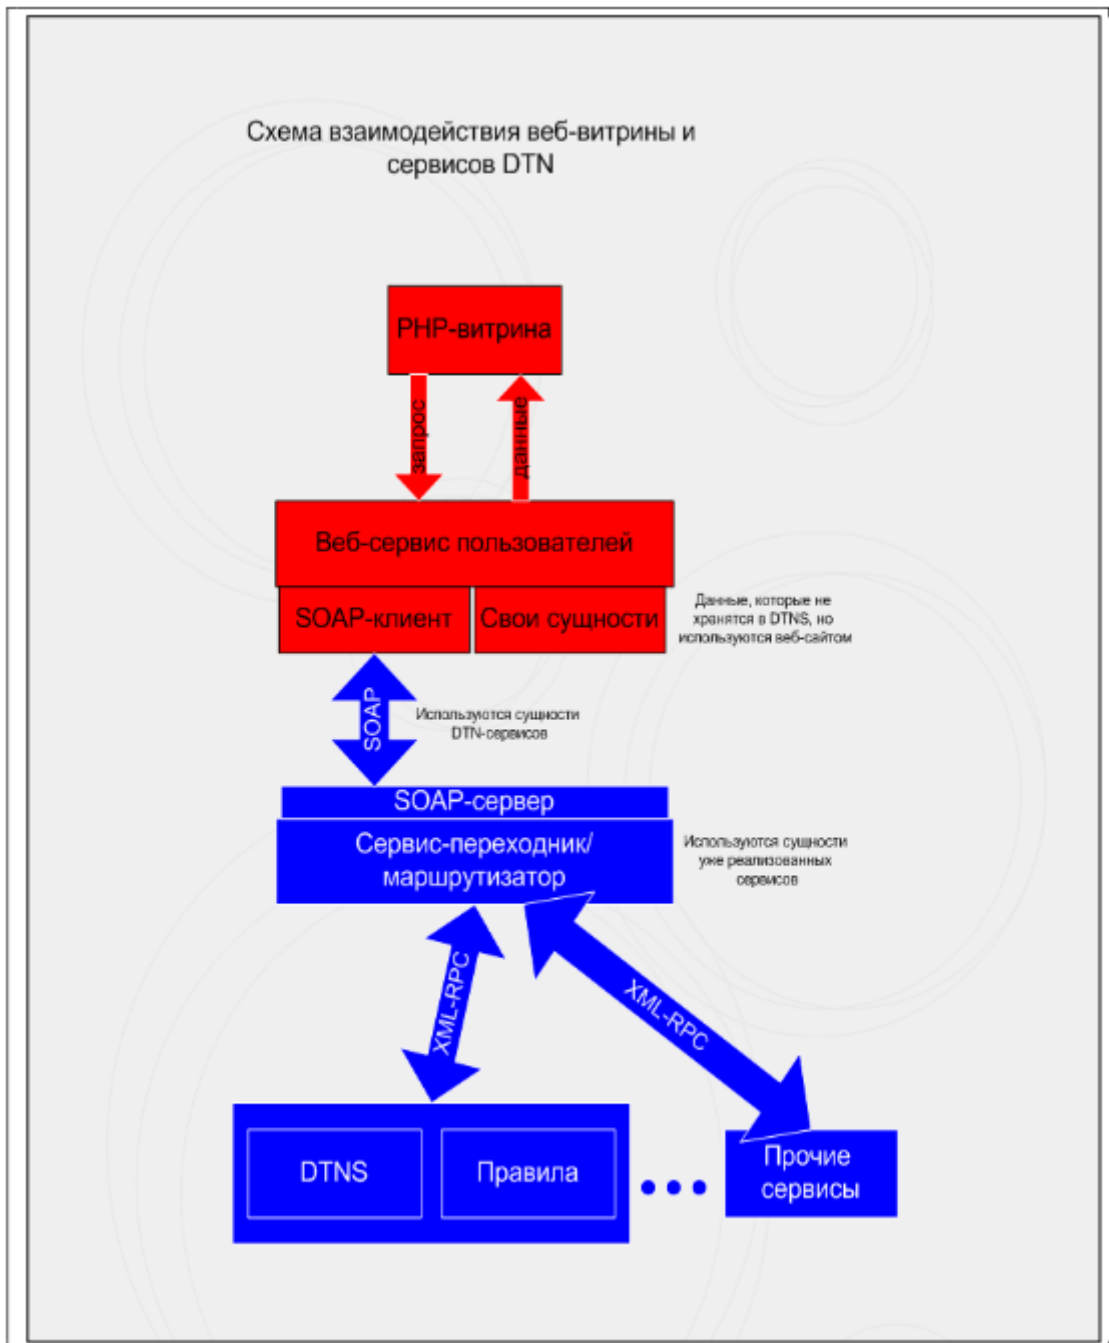 Схема взаимодействия веб-витрины и
сервисов DTN
PHP-витрина
запрос
данные
Веб-сервис пользователей
SOAP-клиент
Свои сущности
Данные, которые не
хранятся в DTNS, но
используются веб-сайтом
SOAP
Используются сущности
DTN-сервисов
SOAP-сервер
Сервис-переходник/
маршрутизатор
Используются сущности
уже реализованных
сервисов
XML-RPC
XML-RPC
DTNS
Правила
Прочие
сервисы